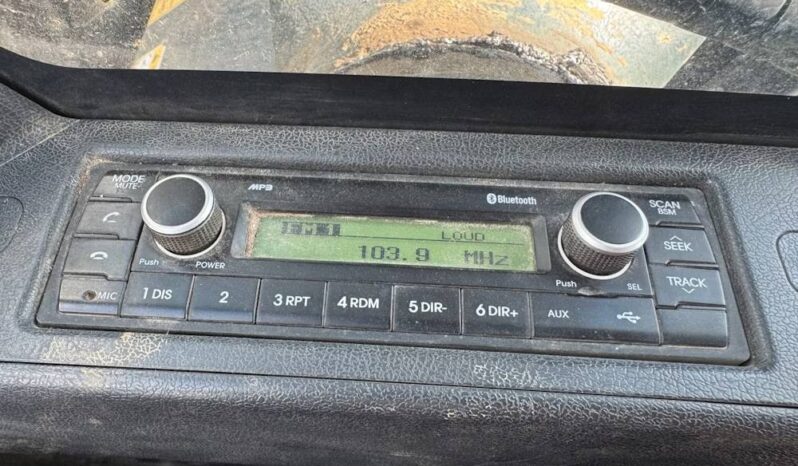 MODE
MUTE-
MP3
Bluetooth
SCAN
BSM
FM1
LOUD
103.9 MHz
SEEK
TRACK
Push
POWER
Push
SEL
MIC
1 DIS
2
3 RPT
4 RDM
5 DIR-
6 DIR+
AUX